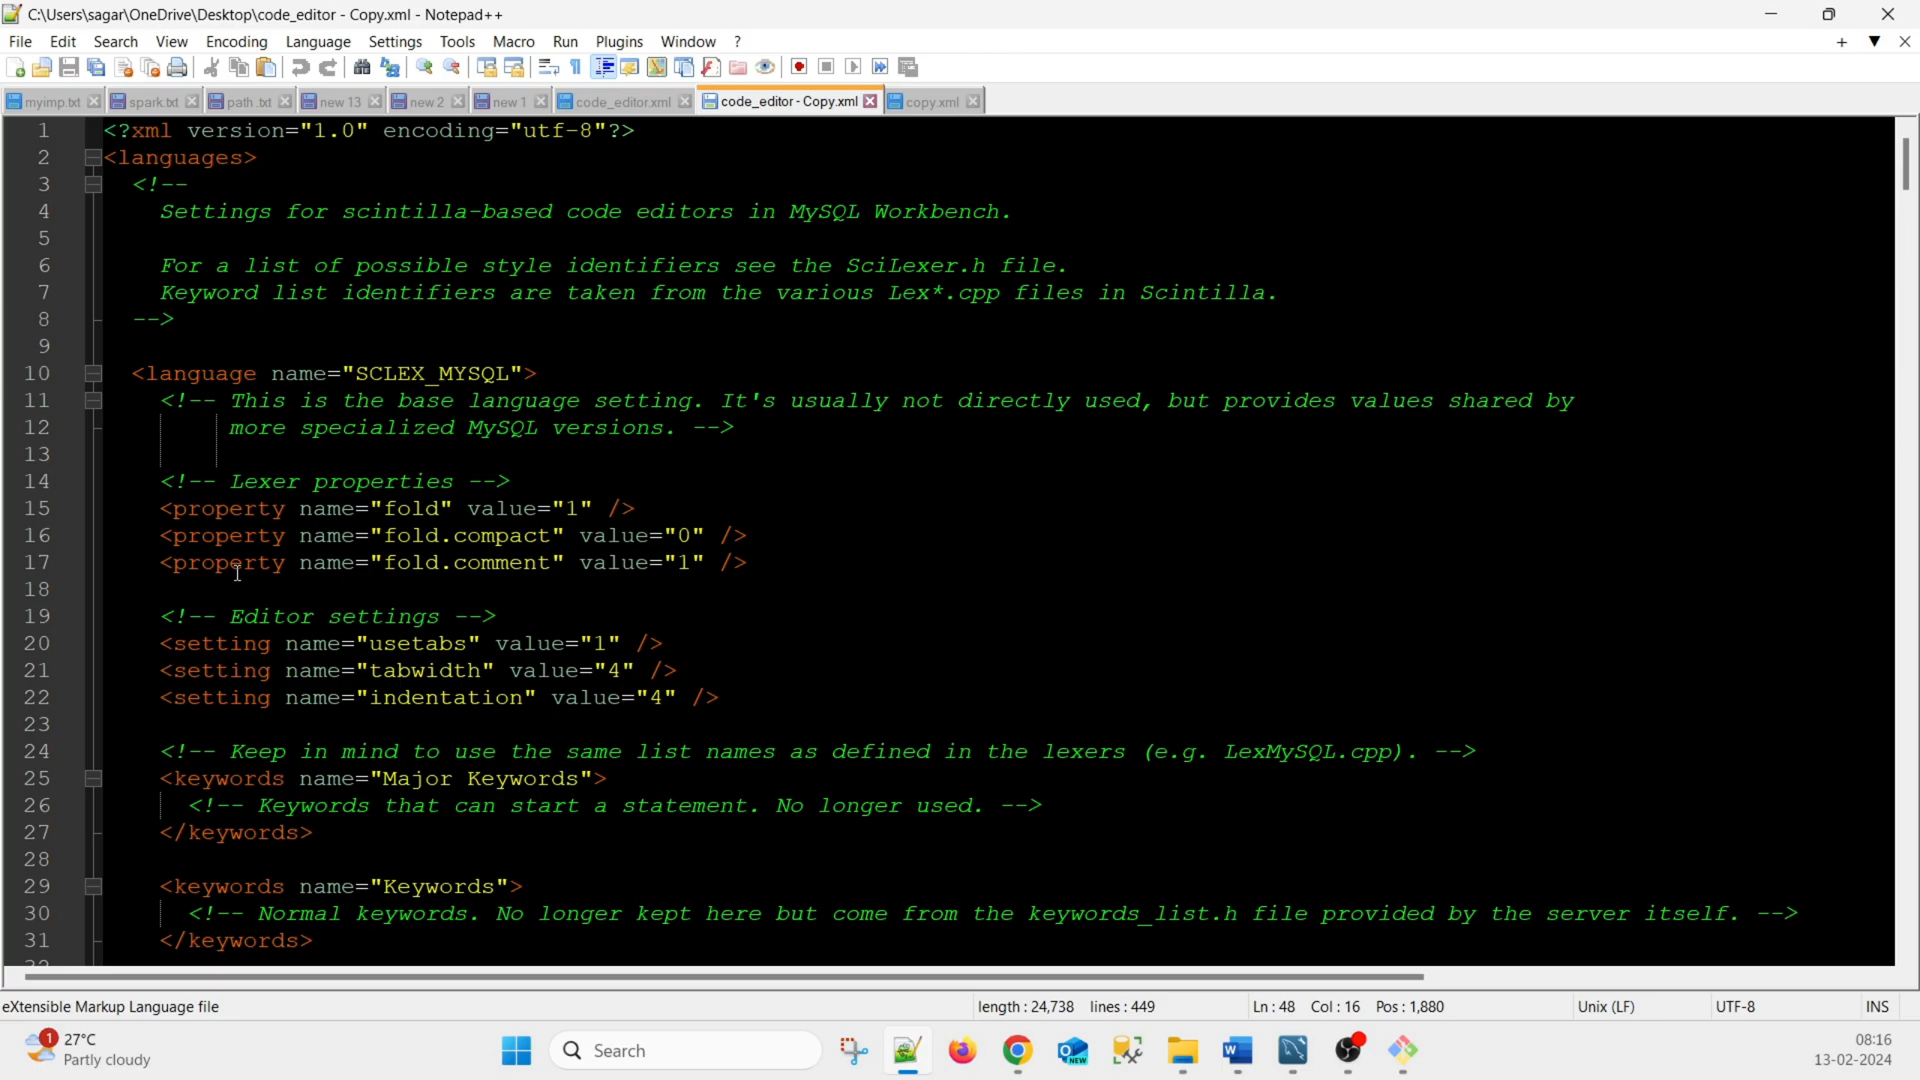 C:\Users\sagar\OneDrive\Desktop\code_editor - Copy.xml - Notepad++
File Edit Search View Encoding Language Settings Tools Macro Run Plugins Window ?
myimp.txt spark.txt path .txt new 13 new 2 new 1 code_editor.xml code_editor - Copy.xml copy.xml
1 <?xml version="1.0" encoding="utf-8"?>
2 <languages>
3 <!--
4 Settings for scintilla-based code editors in MySQL Workbench.
5
6 For a list of possible style identifiers see the SciLexer.h file.
7 Keyword list identifiers are taken from the various Lex*.cpp files in Scintilla.
8 -->
9
10 <language name="SCLEX_MYSQL">
11 <!-- This is the base language setting. It's usually not directly used, but provides values shared by
12 more specialized MySQL versions. -->
13
14 <!-- Lexer properties -->
15 <property name="fold" value="1" />
16 <property name="fold.compact" value="0" />
17 <property name="fold.comment" value="1" />
18
19 <!-- Editor settings -->
20 <setting name="usetabs" value="1" />
21 <setting name="tabwidth" value="4" />
22 <setting name="indentation" value="4" />
23
24 <!-- Keep in mind to use the same list names as defined in the lexers (e.g. LexMySQL.cpp). -->
25 <keywords name="Major Keywords">
26 <!-- Keywords that can start a statement. No longer used. -->
27 </keywords>
28
29 <keywords name="Keywords">
30 <!-- Normal keywords. No longer kept here but come from the keywords_list.h file provided by the server itself. -->
31 </keywords>
32
eXtensible Markup Language file length : 24,738 lines : 449 Ln : 48 Col : 16 Pos : 1,880 Unix (LF) UTF-8 INS
1 27°C
Partly cloudy
Search
NEW
08:16
13-02-2024